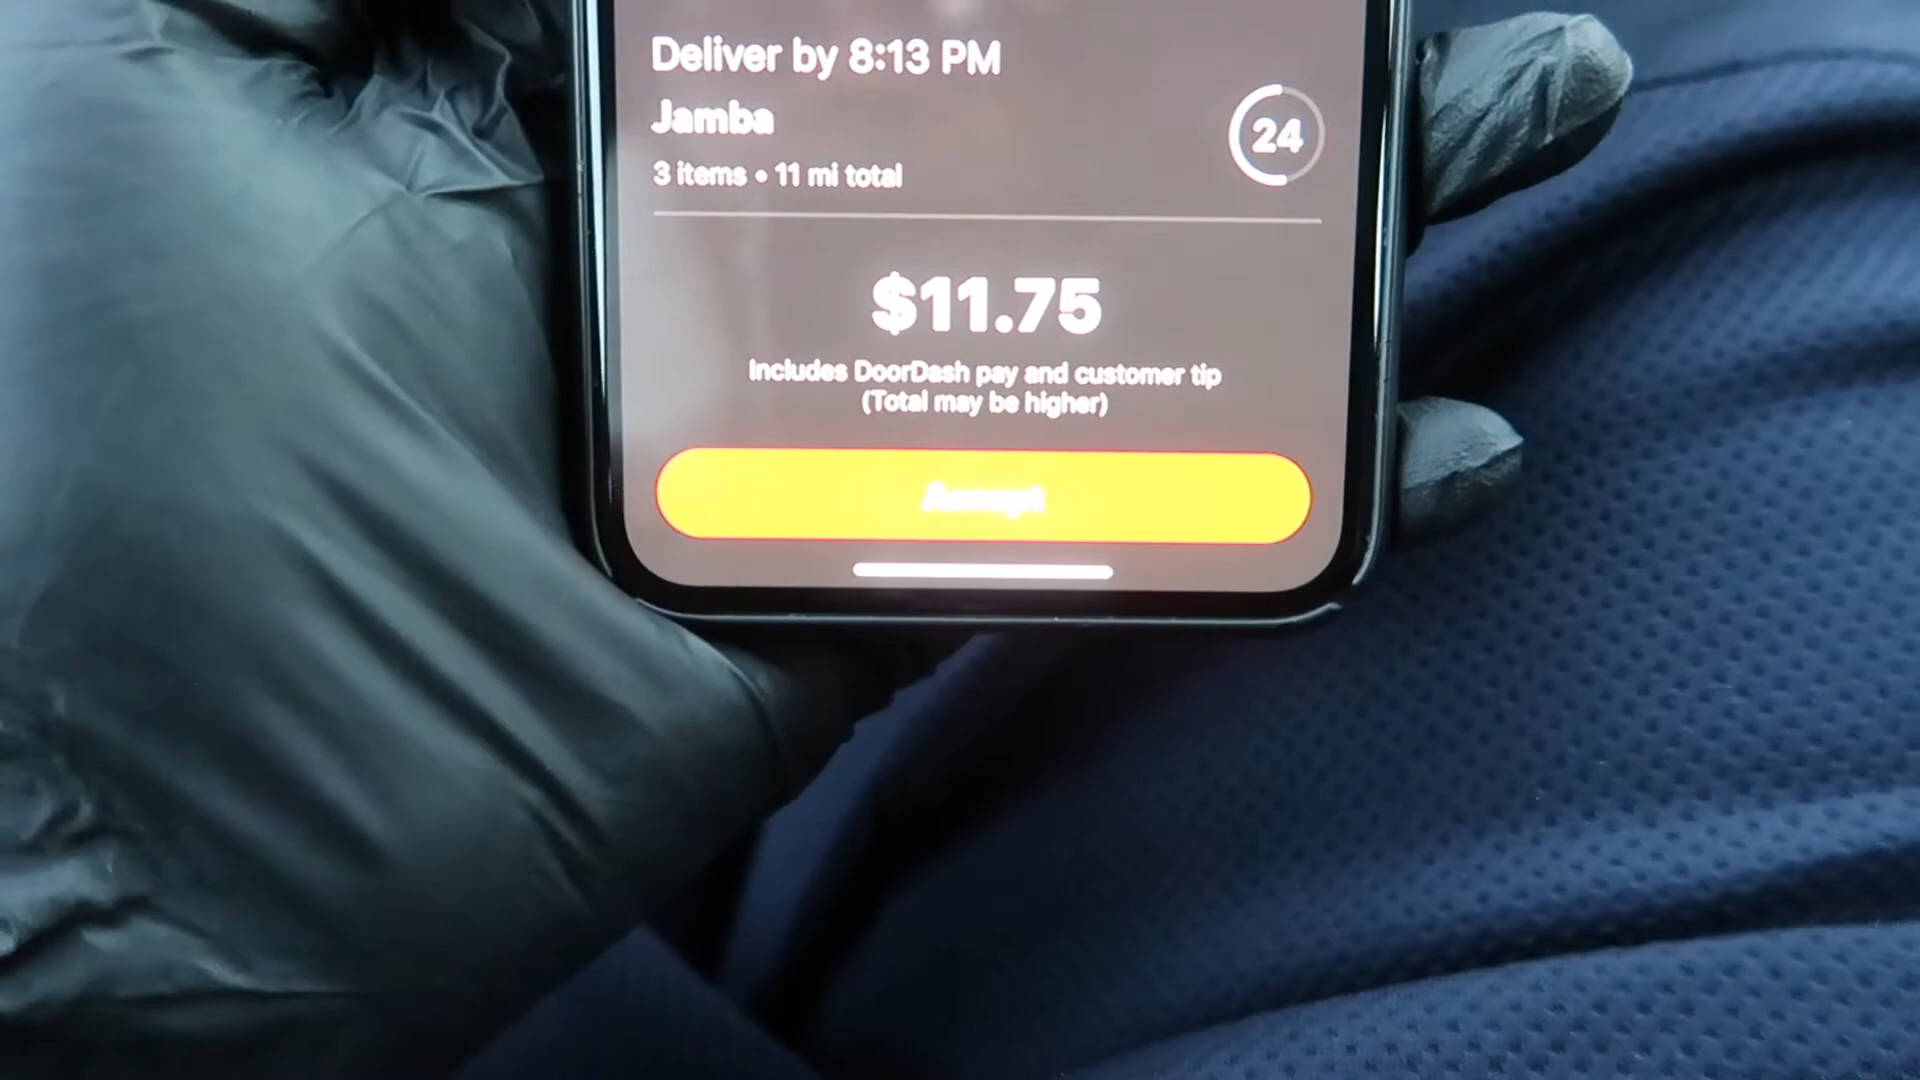 Deliver by 8:13 PM
Jamba
24
3 items • 11 mi total
$11.75
Includes DoorDash pay and customer tip
(Total may be higher)
Accept